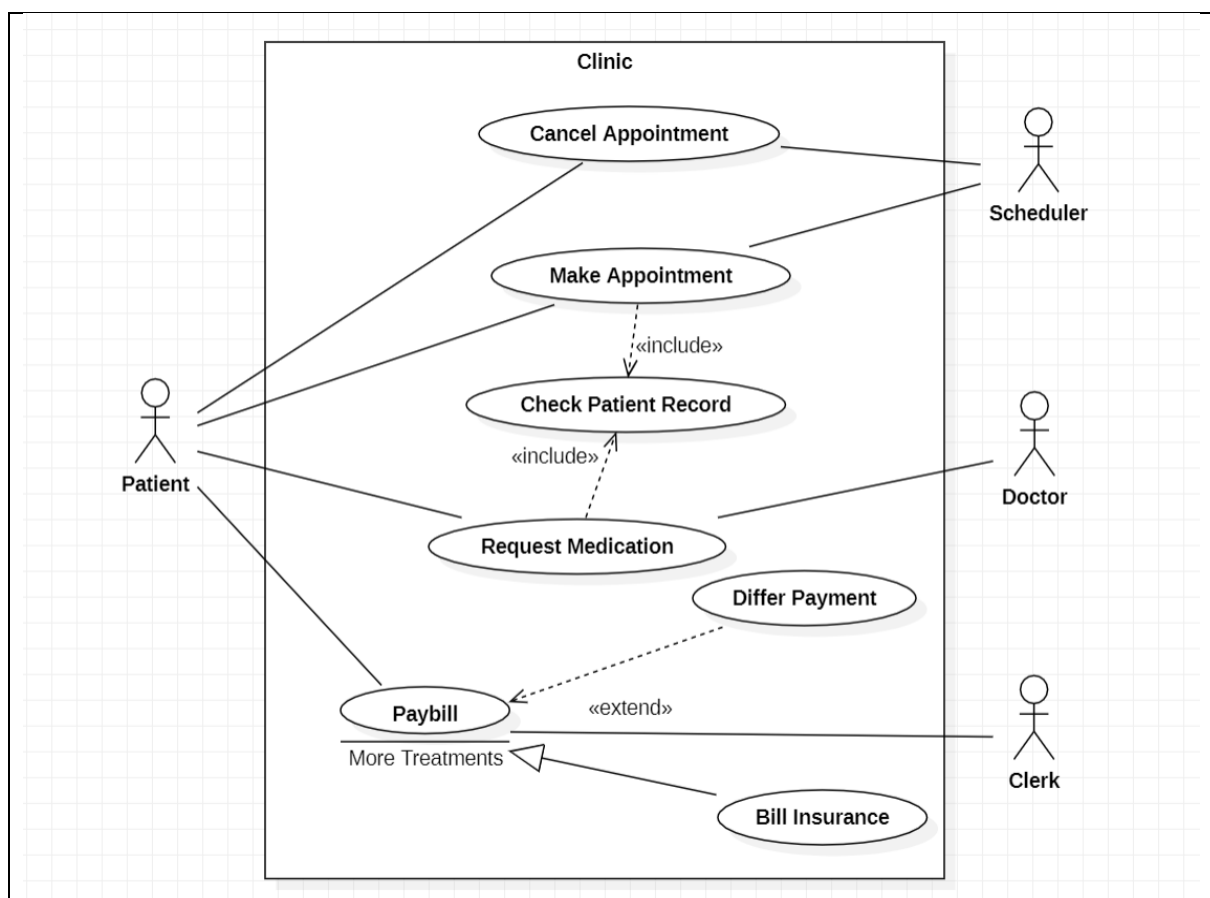 Clinic
Cancel Appointment
Scheduler
Make Appointment
«include»
Check Patient Record
«include»
Patient
Doctor
Request Medication
Differ Payment
Paybill
«extend»
More Treatments
Clerk
Bill Insurance